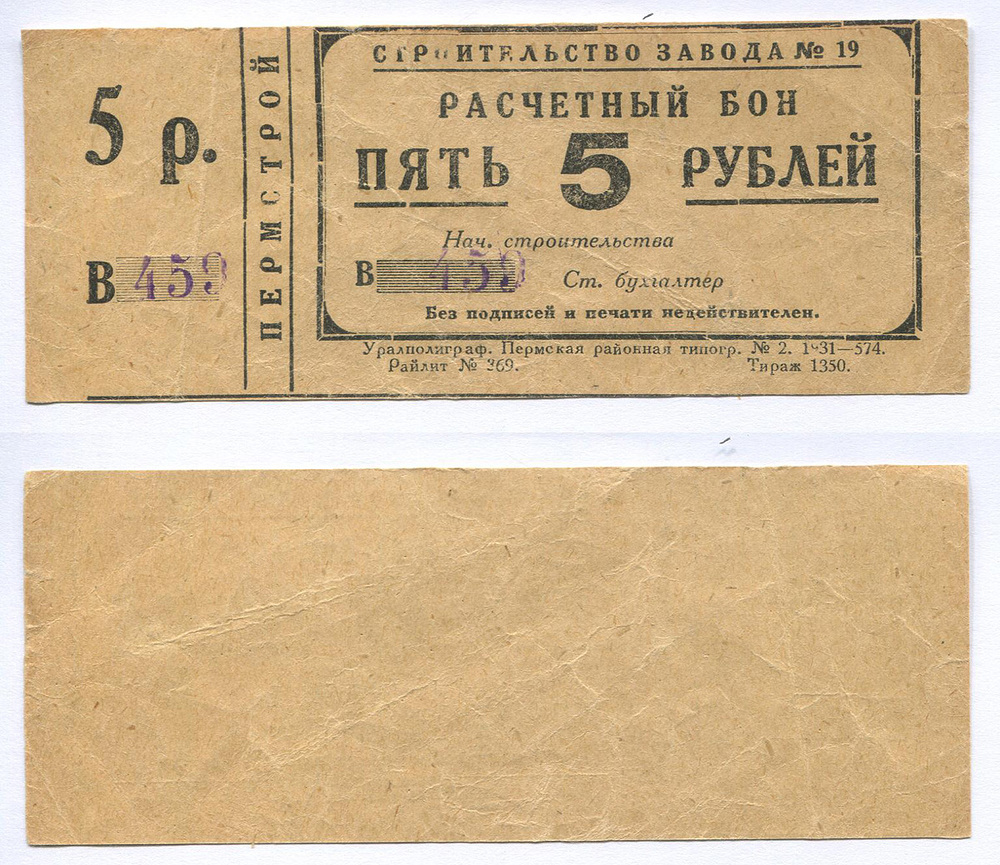 5 р.
В 459
ПЕРМСТРОЙ
СТРОИТЕЛЬСТВО ЗАВОДА № 19
РАСЧЕТНЫЙ БОН
ПЯТЬ 5 РУБЛЕЙ
Нач. строительства
В 459
Ст. бухгалтер
Без подписей и печати недействителен.
Уралполиграф. Пермская районная типогр. № 2. 1931—574.
Райлит № 369.
Тираж 1350.